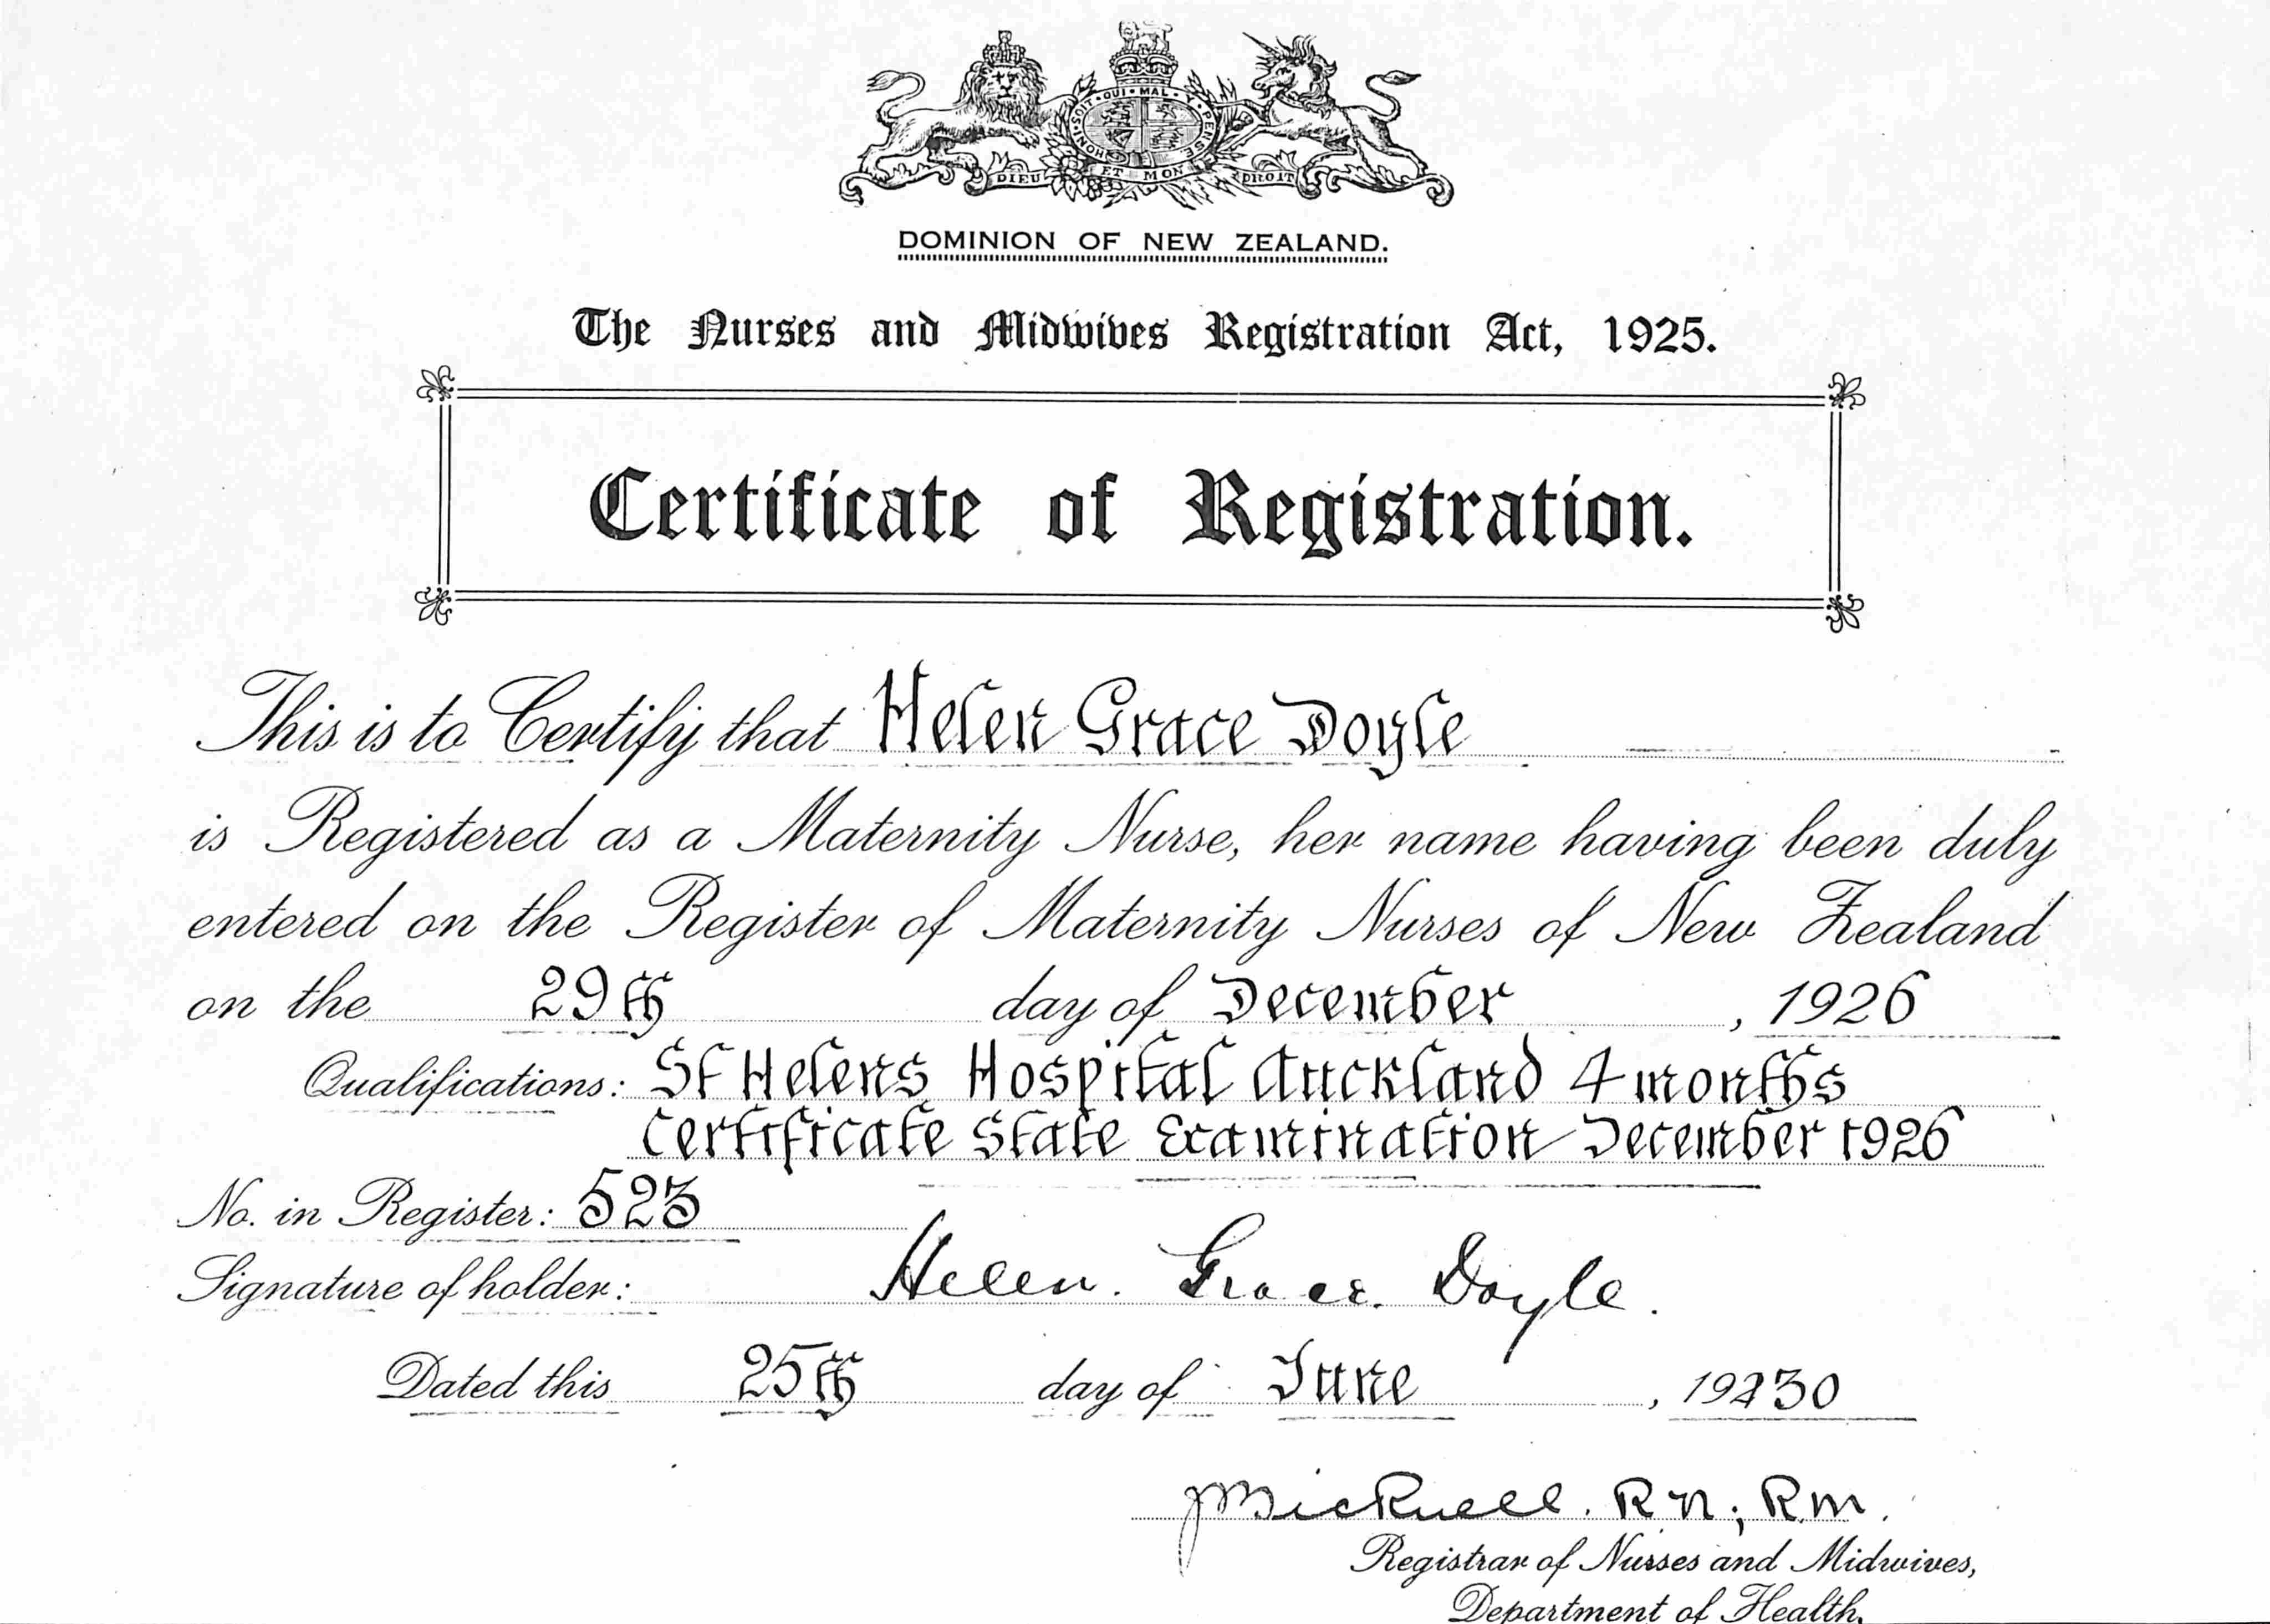 HONI · SOIT · QUI · MAL · Y · PENSE
DIEU ET MON DROIT
DOMINION OF NEW ZEALAND.
The Nurses and Midwives Registration Act, 1925.
Certificate of Registration.
This is to Certify that Helen Grace Doyle
is Registered as a Maternity Nurse, her name having been duly
entered on the Register of Maternity Nurses of New Zealand
on the 29th day of December, 1926
Qualifications: St Helens Hospital Auckland 4 months
Certificate State Examination December 1926
No. in Register: 523
Signature of holder: Helen. Grace. Doyle.
Dated this 25th day of June, 19230
JBicknell. RN; RM.
Registrar of Nurses and Midwives,
Department of Health,